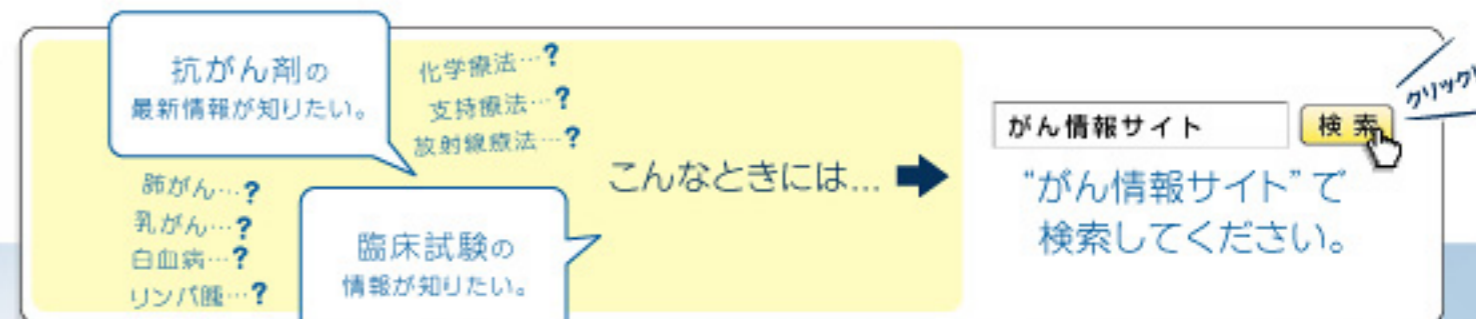 抗がん剤の
最新情報が知りたい。
化学療法…?
支持療法…?
放射線療法…?
肺がん…?
乳がん…?
白血病…?
リンパ腫…?
臨床試験の
情報が知りたい。
こんなときには...
がん情報サイト
検索
クリック!
“がん情報サイト”で
検索してください。